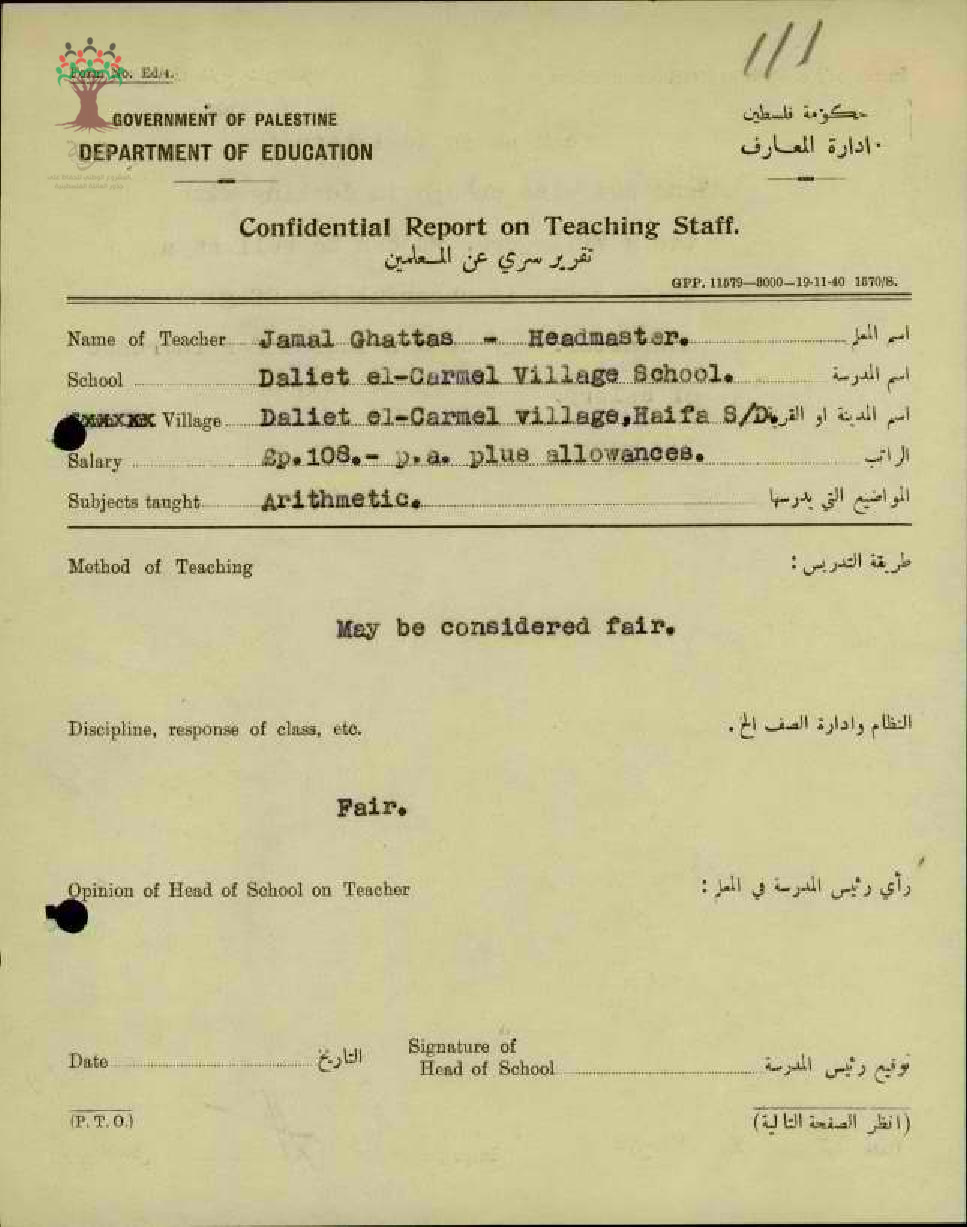 111
Form No. Ed/4.
GOVERNMENT OF PALESTINE
حكومة فلسطين
DEPARTMENT OF EDUCATION
ادارة المعارف
Confidential Report on Teaching Staff.
تقرير سري عن المعلمين
GPP. 11579—8000—19-11-40 1570/S.
Name of Teacher Jamal Ghattas - Headmaster. اسم المعلم
School Daliet el-Carmel Village School. اسم المدرسة
Village Daliet el-Carmel village,Haifa S/D. اسم المدينة او القرية
Salary £p.108.- p.a. plus allowances. الراتب
Subjects taught Arithmetic. المواضيع التي يدرسها
Method of Teaching طريقة التدريس :
May be considered fair.
Discipline, response of class, etc. النظام وادارة الصف الخ .
Fair.
Opinion of Head of School on Teacher رأي رئيس المدرسة في المعلم :
Date التاريخ Signature of
Head of School توقيع رئيس المدرسة
(P. T. O.) (انظر الصفحة التالية)